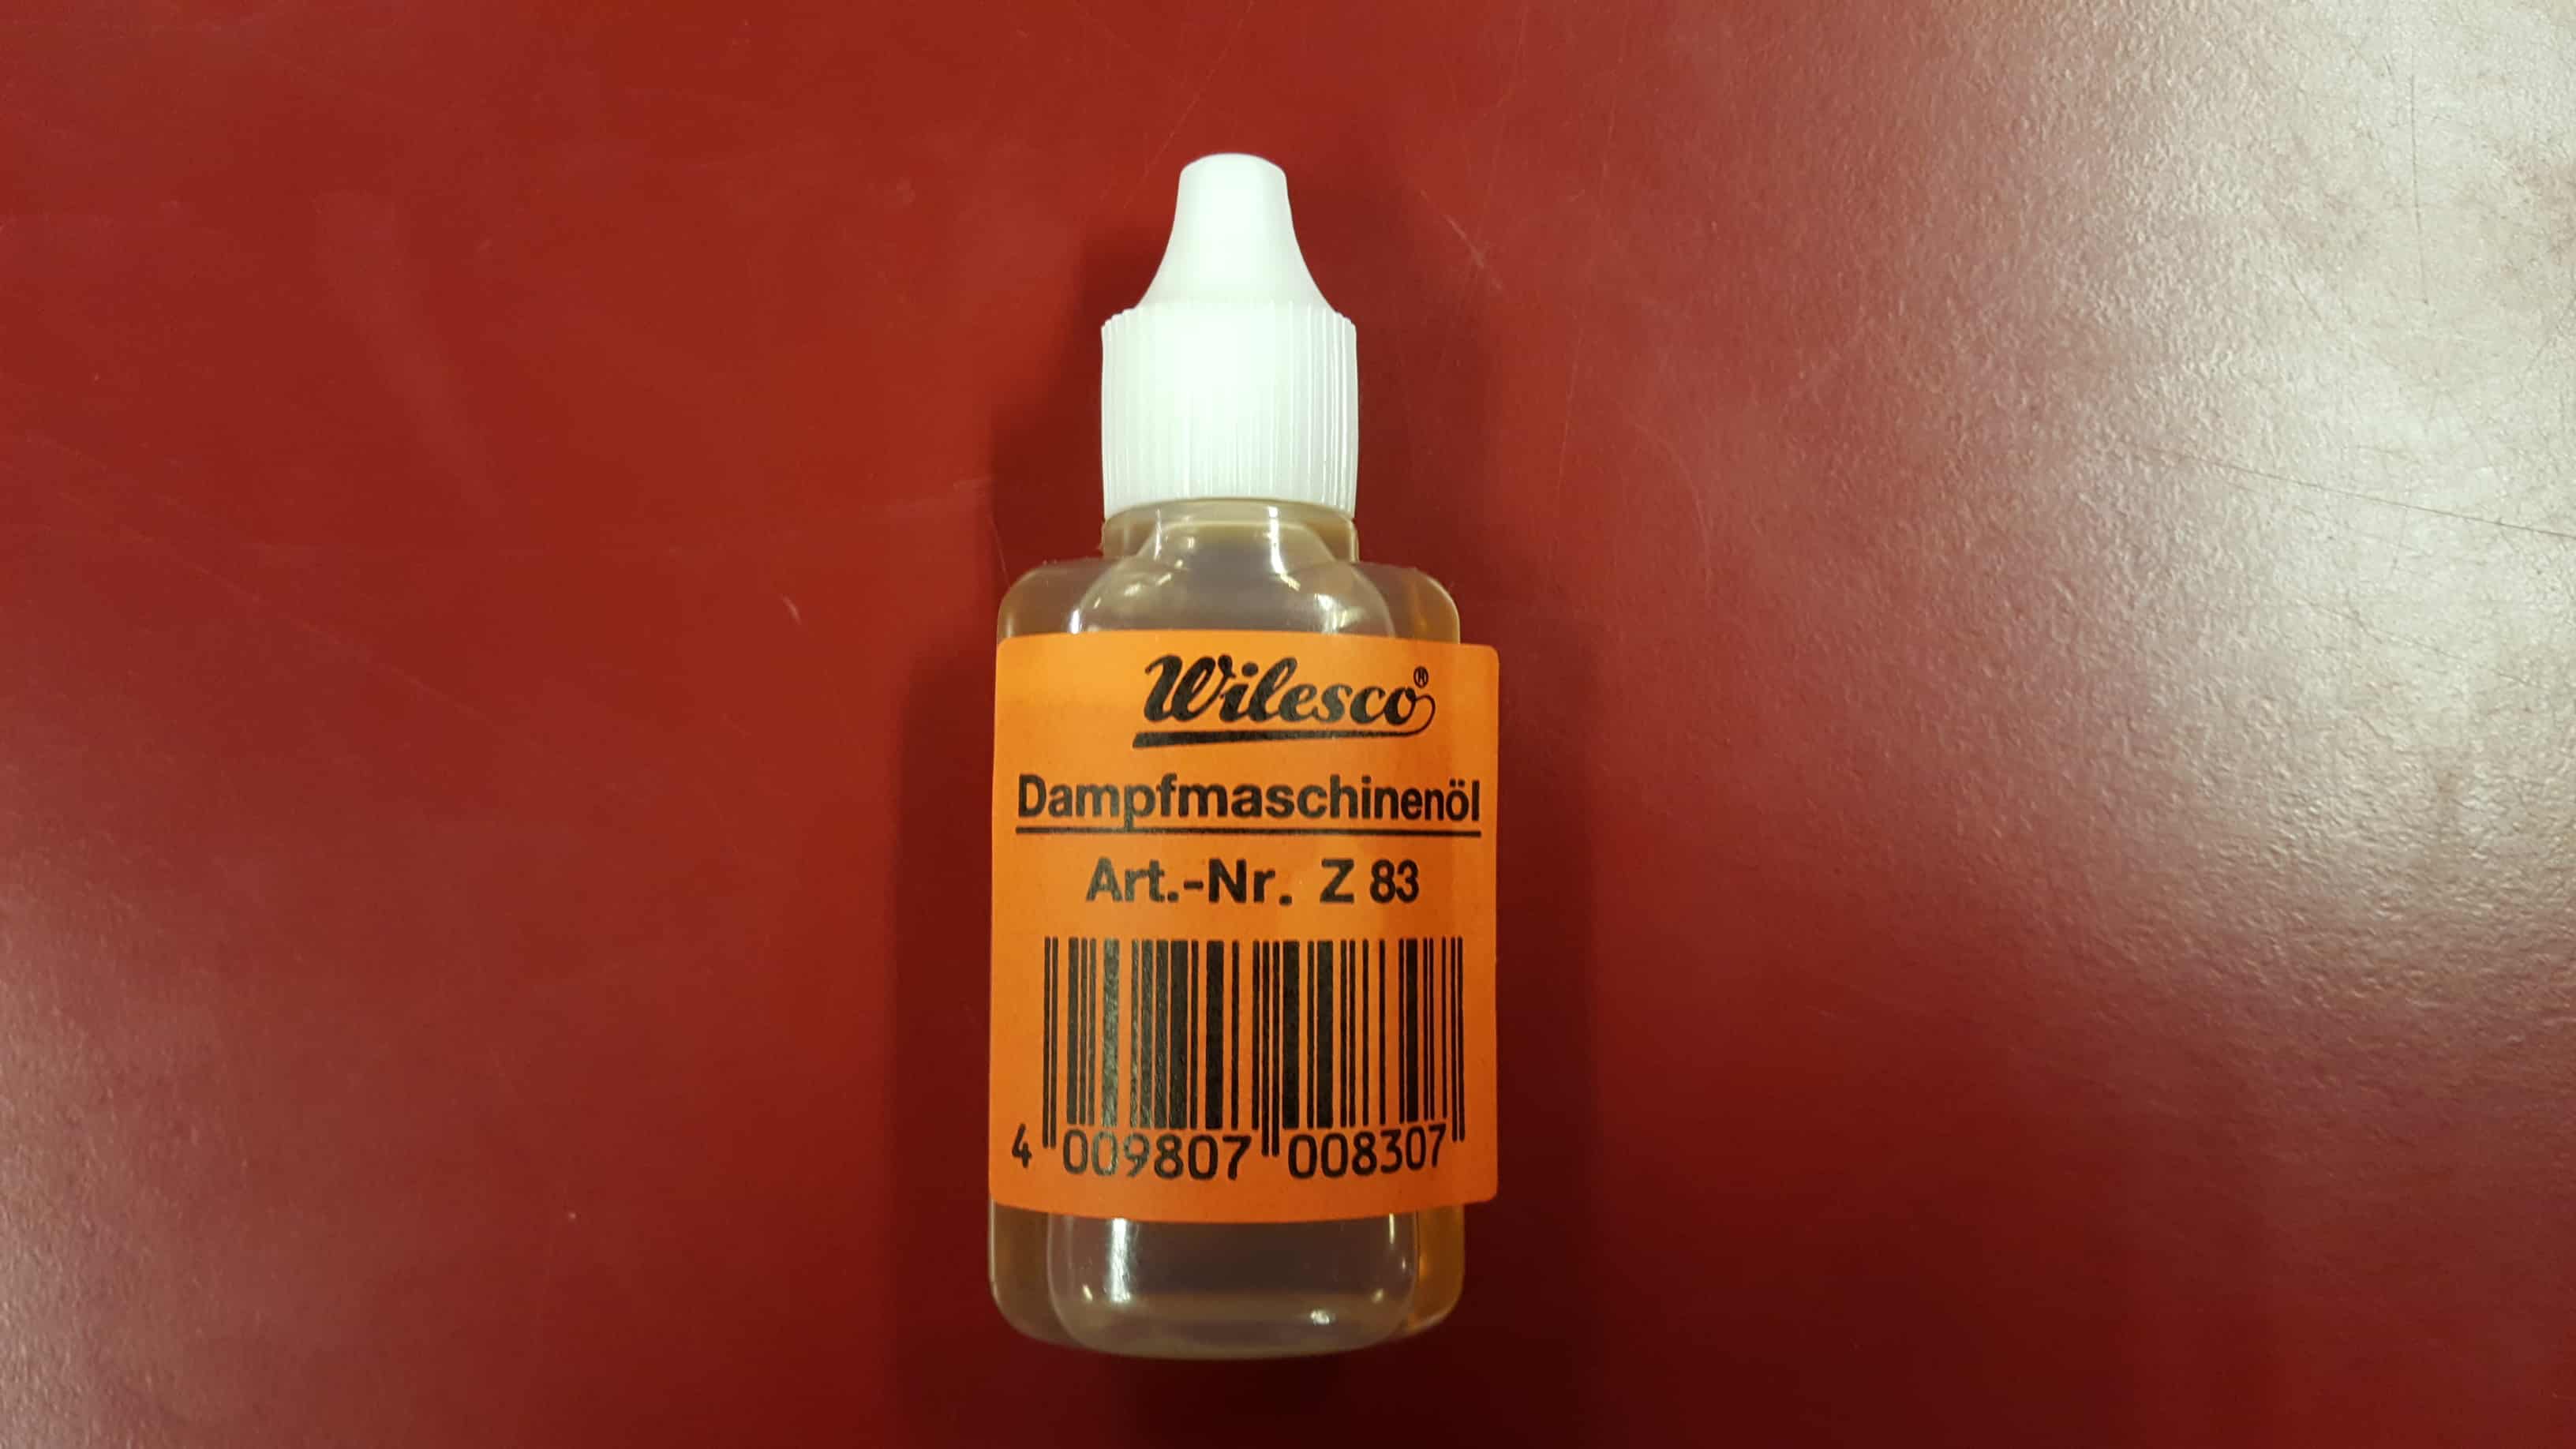 Wilesco®
Dampfmaschinenöl
Art.-Nr. Z 83
4 009807 008307